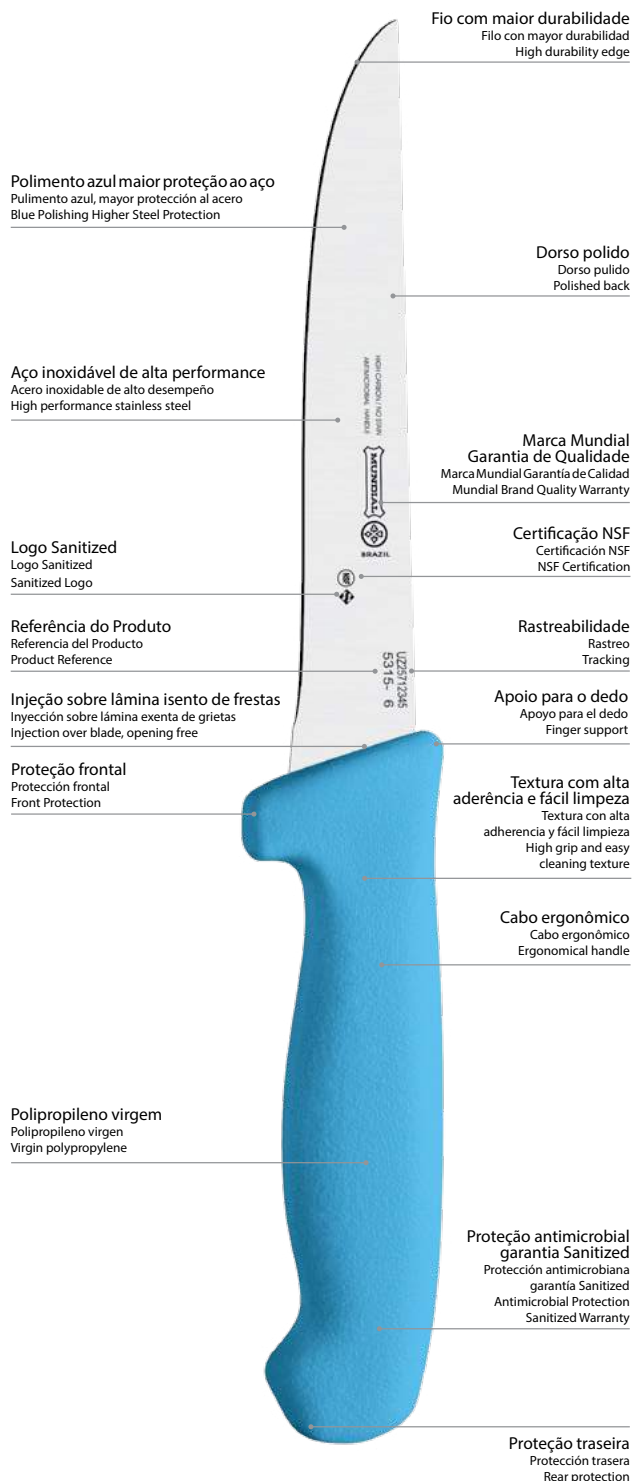 Fio com maior durabilidade
Filo con mayor durabilidad
High durability edge
Polimento azul maior proteção ao aço
Pulimento azul, mayor protección al acero
Blue Polishing Higher Steel Protection
Dorso polido
Dorso pulido
Polished back
Aço inoxidável de alta performance
Acero inoxidable de alto desempeño
High performance stainless steel
HIGH CARBON / NO STAIN
ANTIMICROBIAL HANDLE
Marca Mundial
Garantia de Qualidade
Marca Mundial Garantía de Calidad
Mundial Brand Quality Warranty
MUNDIAL
BRAZIL
Certificação NSF
Certificación NSF
NSF Certification
NSF
Logo Sanitized
Logo Sanitized
Sanitized Logo
Referência do Produto
Referencia del Producto
Product Reference
UZ25712345
5315- 6
Rastreabilidade
Rastreo
Tracking
Injeção sobre lâmina isento de frestas
Inyección sobre lámina exenta de grietas
Injection over blade, opening free
Apoio para o dedo
Apoyo para el dedo
Finger support
Proteção frontal
Protección frontal
Front Protection
Textura com alta
aderência e fácil limpeza
Textura con alta
adherencia y fácil limpieza
High grip and easy
cleaning texture
Cabo ergonômico
Cabo ergonômico
Ergonomical handle
Polipropileno virgem
Polipropileno virgen
Virgin polypropylene
Proteção antimicrobial
garantia Sanitized
Protección antimicrobiana
garantía Sanitized
Antimicrobial Protection
Sanitized Warranty
Proteção traseira
Protección trasera
Rear protection